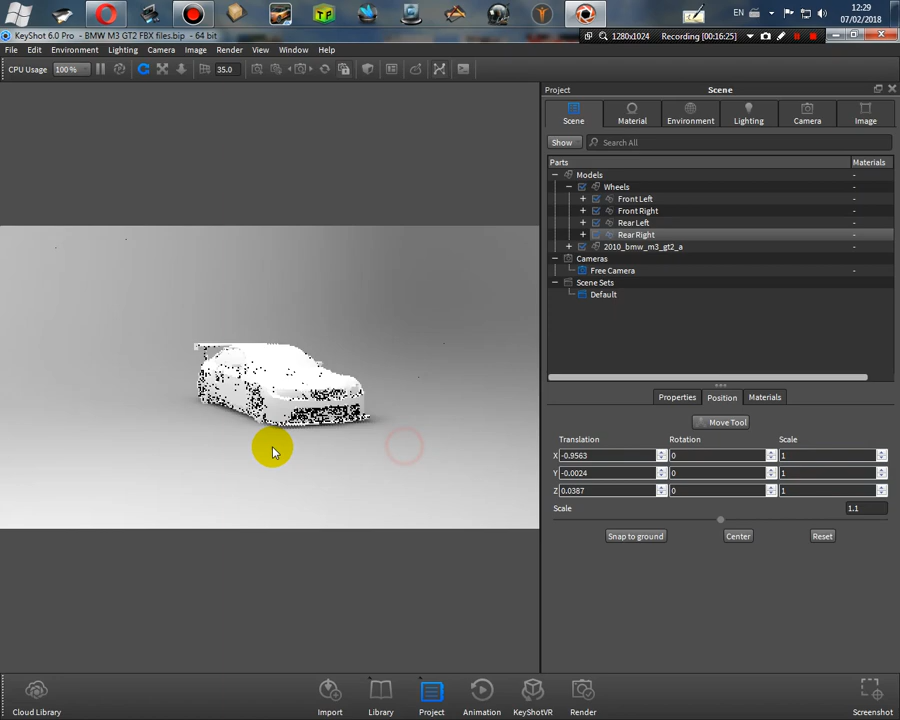 EN
12:29
07/02/2018
KeyShot 6.0 Pro - BMW M3 GT2 FBX files.bip -
1280x1024
Recording [00:16:25]
File Edit Environment Lighting Camera Image Render View Window Help
CPU Usage 100 %
35.0
Project
Scene
Scene Material Environment Lighting Camera Image
Show
Search All
Parts
Materials
Models -
Wheels -
Front Left -
Front Right -
Rear Left -
Rear Right -
2010_bmw_m3_gt2_a -
Cameras
Free Camera -
Scene Sets
Default
Properties Position Materials
Move Tool
Translation Rotation Scale
X -0.9563 0 1
Y -0.0024 0 1
Z 0.0387 0 1
Scale 1.1
Snap to ground Center Reset
Cloud Library Import Library Project Animation KeyShotVR Render Screenshot